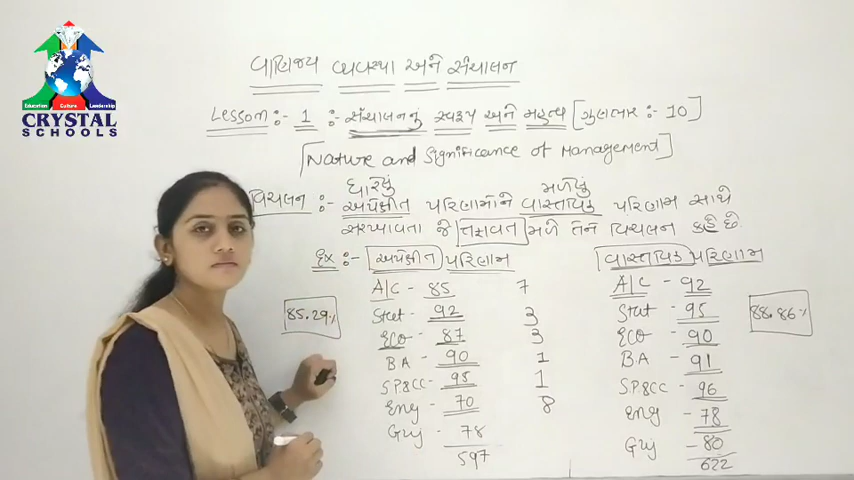 Education Culture Leadership
CRYSTAL
SCHOOLS
વાણિજ્ય વ્યવસ્થા અને સંચાલન
Lesson :- 1 :- સંચાલનનું સ્વરૂપ અને મહત્વ [ગુણભાર :- 10]
[Nature and Significance of Management]
ધારેલું મળેલું
વિચલન :- અપેક્ષીત પરિણામોને વાસ્તવિક પરિણામ સાથે
સરખાવતા જે તફાવત મળે તેને વિચલન કહે છે
Ex :- અપેક્ષીત પરિણામ વાસ્તવિક પરિણામ
A/C - 85 7 A/C - 92
Stat - 92 3 Stat - 95
85.29% ECO - 87 3 ECO - 90 88.86%
BA - 90 1 BA - 91
S.P.&CC - 95 1 S.P.&CC - 96
Eng - 70 8 Eng - 78
Guj - 78 Guj - 80
597 622